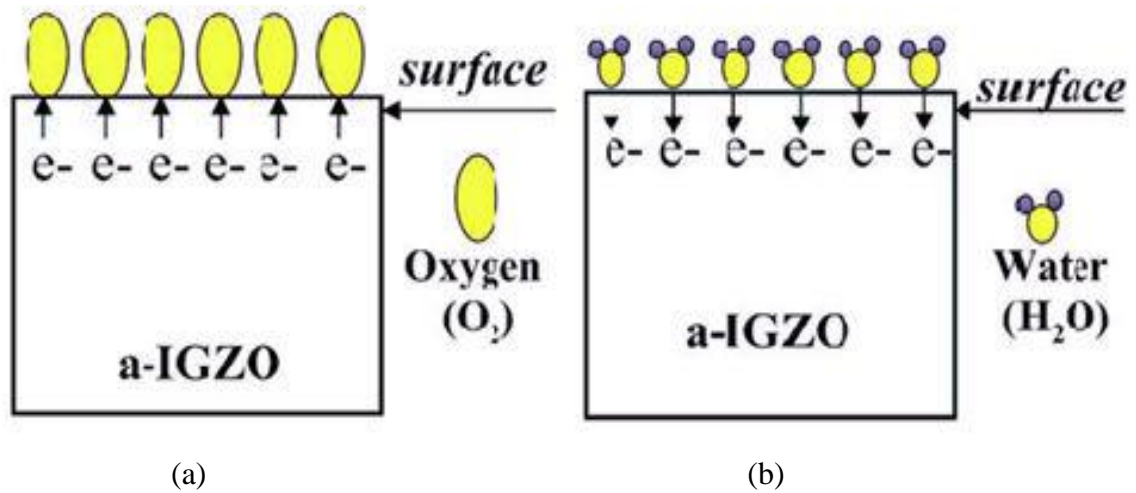 surface
e- e- e- e- e- e-
Oxygen
(O₂)
a-IGZO
(a)
surface
e- e- e- e- e- e-
Water
(H₂O)
a-IGZO
(b)